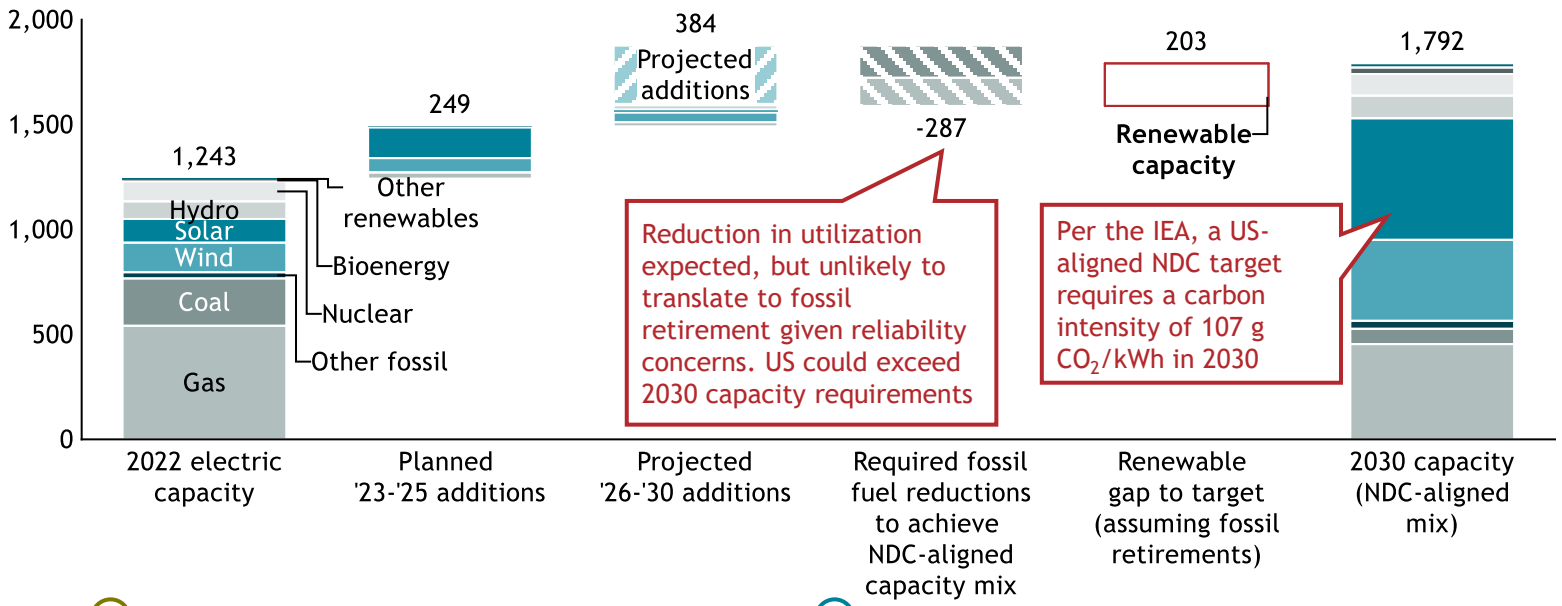 2,000
1,500
1,000
500
0
1,243
Other
renewables
Hydro
Solar
Wind
Bioenergy
Coal
Nuclear
Other fossil
Gas
249
384
Projected
additions
-287
203
Renewable
capacity
1,792
Reduction in utilization
expected, but unlikely to
translate to fossil
retirement given reliability
concerns. US could exceed
2030 capacity requirements
Per the IEA, a US-
aligned NDC target
requires a carbon
intensity of 107 g
CO₂/kWh in 2030
2022 electric
capacity
Planned
'23-'25 additions
Projected
'26-'30 additions
Required fossil
fuel reductions
to achieve
NDC-aligned
capacity mix
Renewable
gap to target
(assuming fossil
retirements)
2030 capacity
(NDC-aligned
mix)